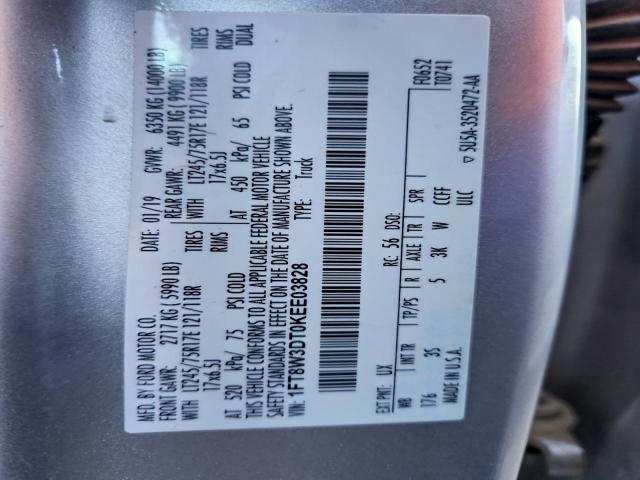 MFD. BY FORD MOTOR CO.
DATE: 01/19 GVWR: 6350 KG (14000 LB)
FRONT GAWR: 2717 KG ( 5990 LB) REAR GAWR: 4491 KG ( 9900 LB)
WITH LT245/75R17E 121/118R WITH LT245/75R17E 121/118R TIRES
17x6.5J 17x6.5J RIMS
AT 520 kPa/ 75 PSI COLD AT 450 kPa/ 65 PSI COLD DUAL
THIS VEHICLE CONFORMS TO ALL APPLICABLE FEDERAL MOTOR VEHICLE
SAFETY STANDARDS IN EFFECT ON THE DATE OF MANUFACTURE SHOWN ABOVE.
VIN: 1FT8W3DT0KEE03828 TYPE: Truck
TIRES
RIMS
F0652
T0741
EXT PNT: UX RC: 56 DSO:
WB INT TR TP/PS R AXLE TR SPR
176 3S 5 3K W CCFF
MADE IN U.S.A. ULC
▽ 5U5A-3520472-AA